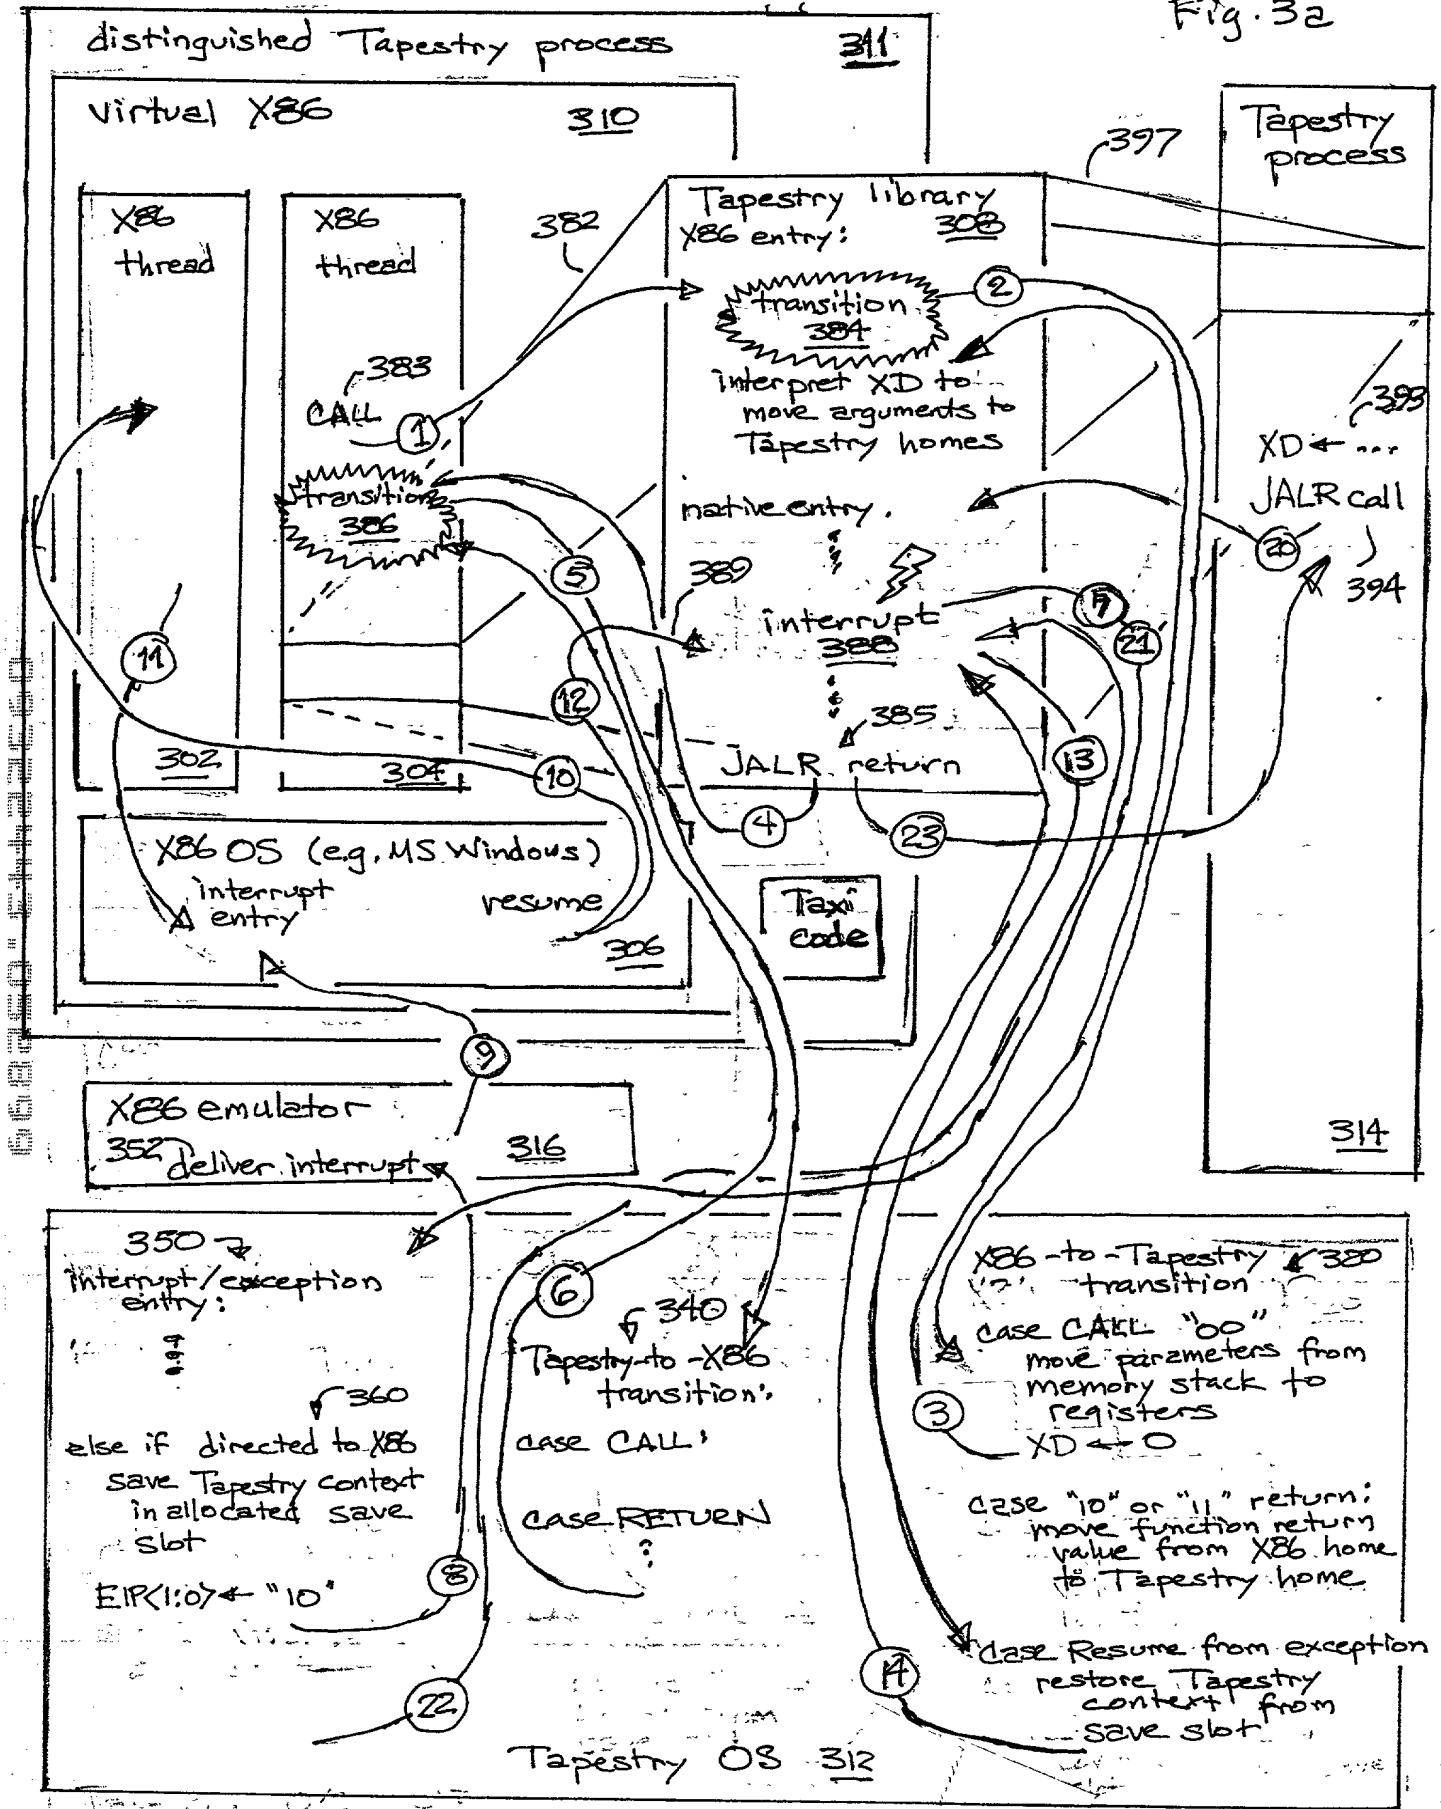 Fig. 3a
distinguished Tapestry process 311
virtual X86 310
397
Tapestry
process
X86
thread
X86
thread
382
Tapestry library
X86 entry: 308
2
transition
384
383
CALL
1
interpret XD to
move arguments to
Tapestry homes
393
XD ← ...
JALR call
394
20
transition
386
native entry.
5
389
interrupt
388
7
21
11
12
385
JALR return
13
302
304
10
4
23
X86 OS (e.g. MS Windows)
interrupt
entry
resume
306
Taxi
code
9
X86 emulator
352 deliver interrupt
316
314
350
interrupt/exception
entry:
360
else if directed to X86
save Tapestry context
in allocated save
slot
EIP<1:0> ← "10"
8
22
6
340
Tapestry-to-X86
transition:
case CALL:
case RETURN
X86-to-Tapestry 380
transition
case CALL "00"
move parameters from
memory stack to
registers
3
XD ← 0
case "10" or "11" return:
move function return
value from X86 home
to Tapestry home
case Resume from exception
restore Tapestry
context from
save slot
14
Tapestry OS 312